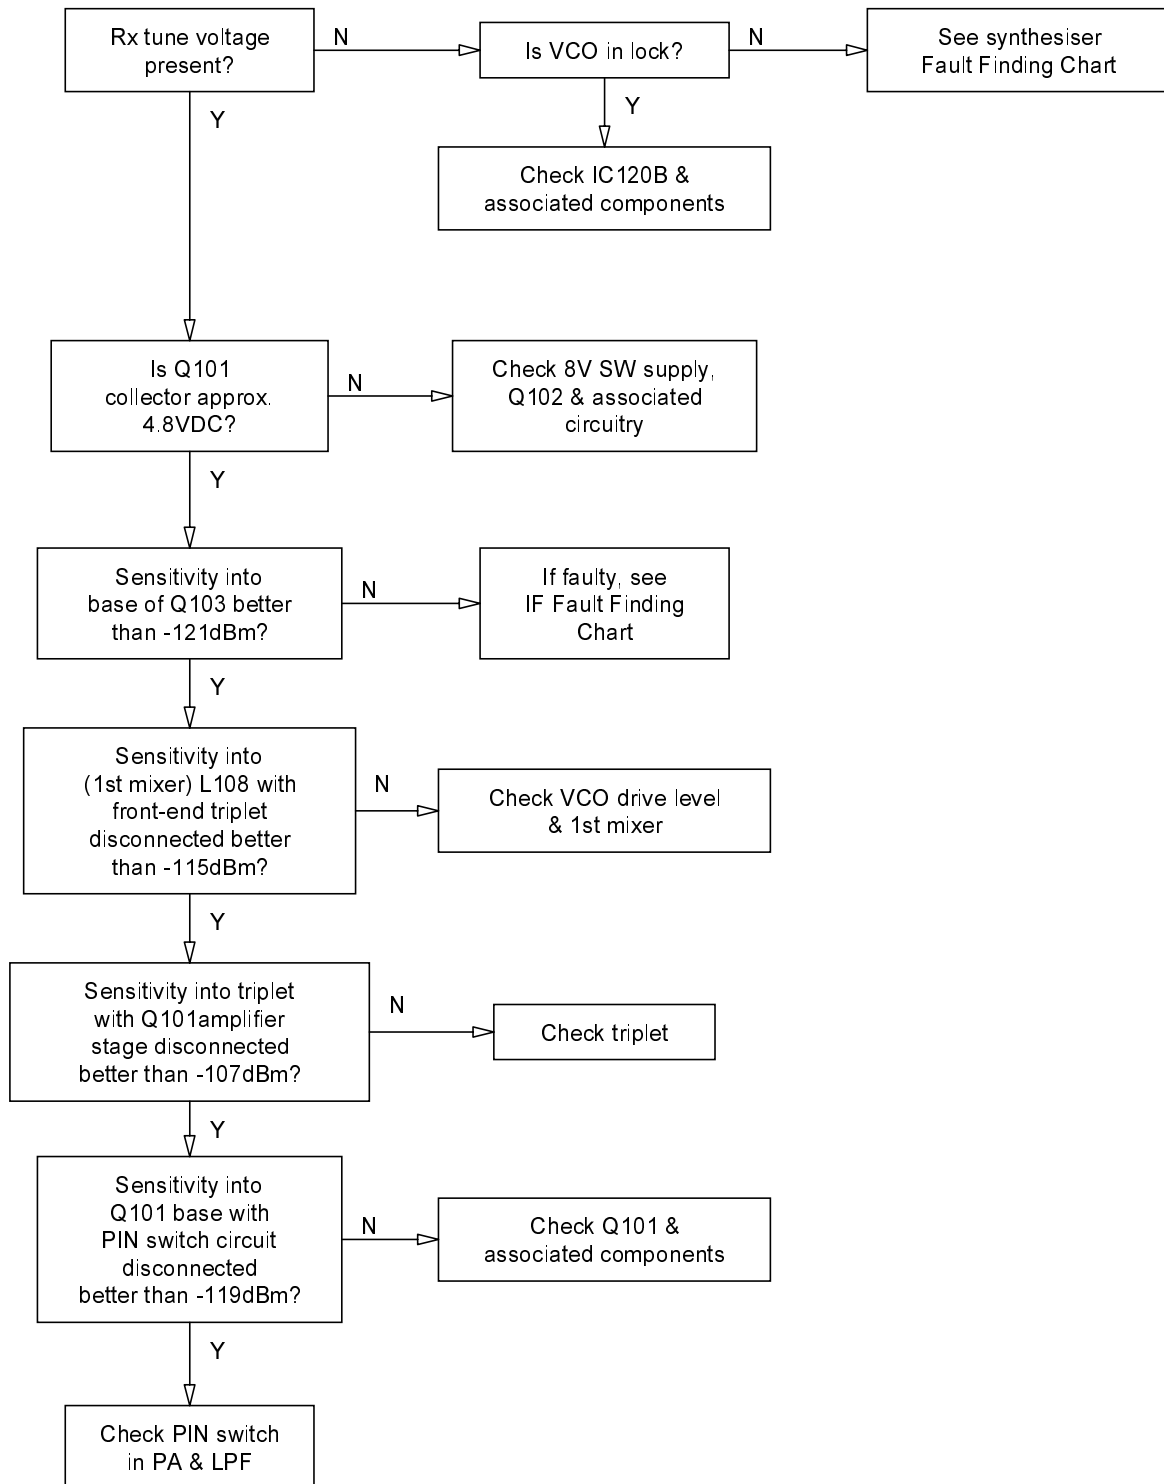 Rx tune voltage
present?
N
Is VCO in lock?
N
See synthesiser
Fault Finding Chart
Y
Y
Check IC120B &
associated components
Is Q101
collector approx.
4.8VDC?
N
Check 8V SW supply,
Q102 & associated
circuitry
Y
Sensitivity into
base of Q103 better
than -121dBm?
N
If faulty, see
IF Fault Finding
Chart
Y
Sensitivity into
(1st mixer) L108 with
front-end triplet
disconnected better
than -115dBm?
N
Check VCO drive level
& 1st mixer
Y
Sensitivity into triplet
with Q101amplifier
stage disconnected
better than -107dBm?
N
Check triplet
Y
Sensitivity into
Q101 base with
PIN switch circuit
disconnected
better than -119dBm?
N
Check Q101 &
associated components
Y
Check PIN switch
in PA & LPF